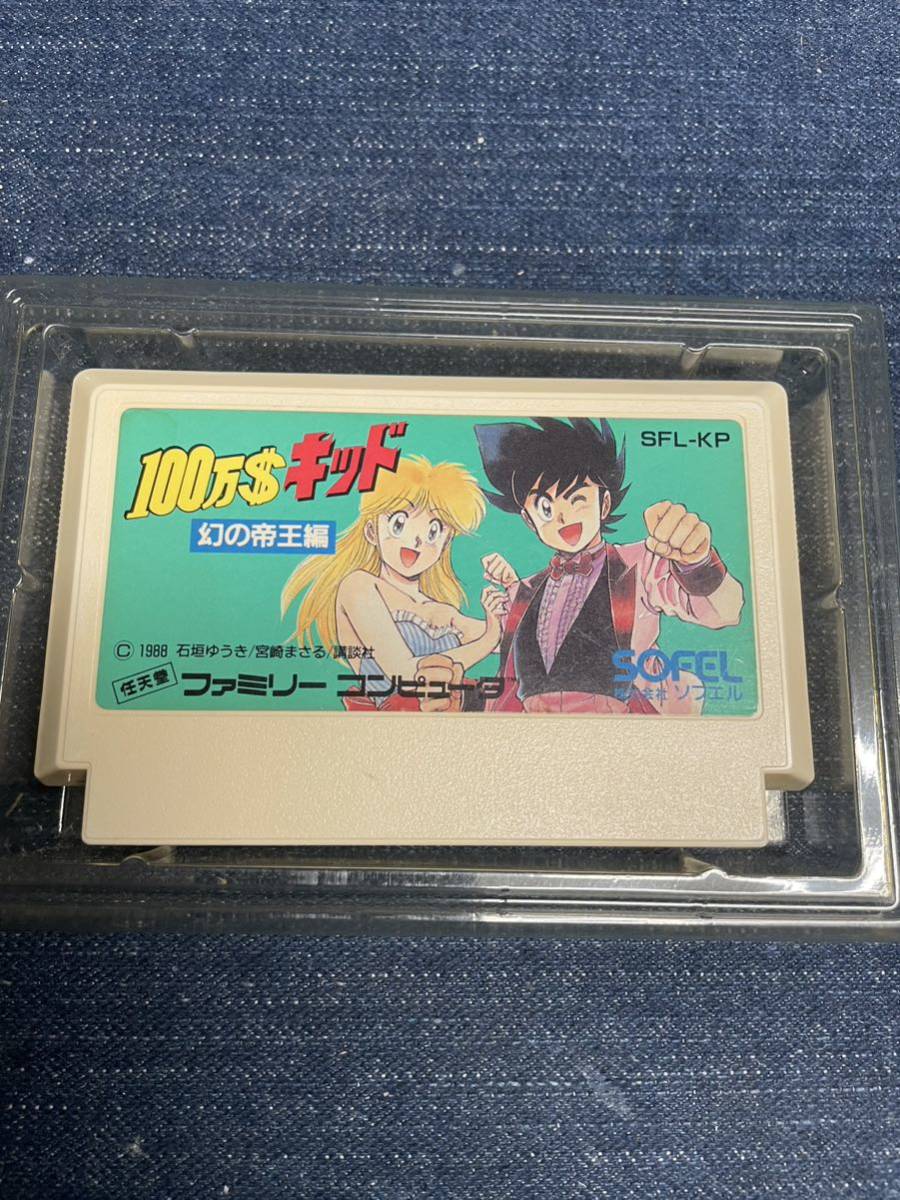 100万$キッド
幻の帝王編
SFL-KP
© 1988 石垣ゆうき/宮崎まさる/講談社
任天堂 ファミリー コンピュータ™
SOFEL
株式会社 ソフエル